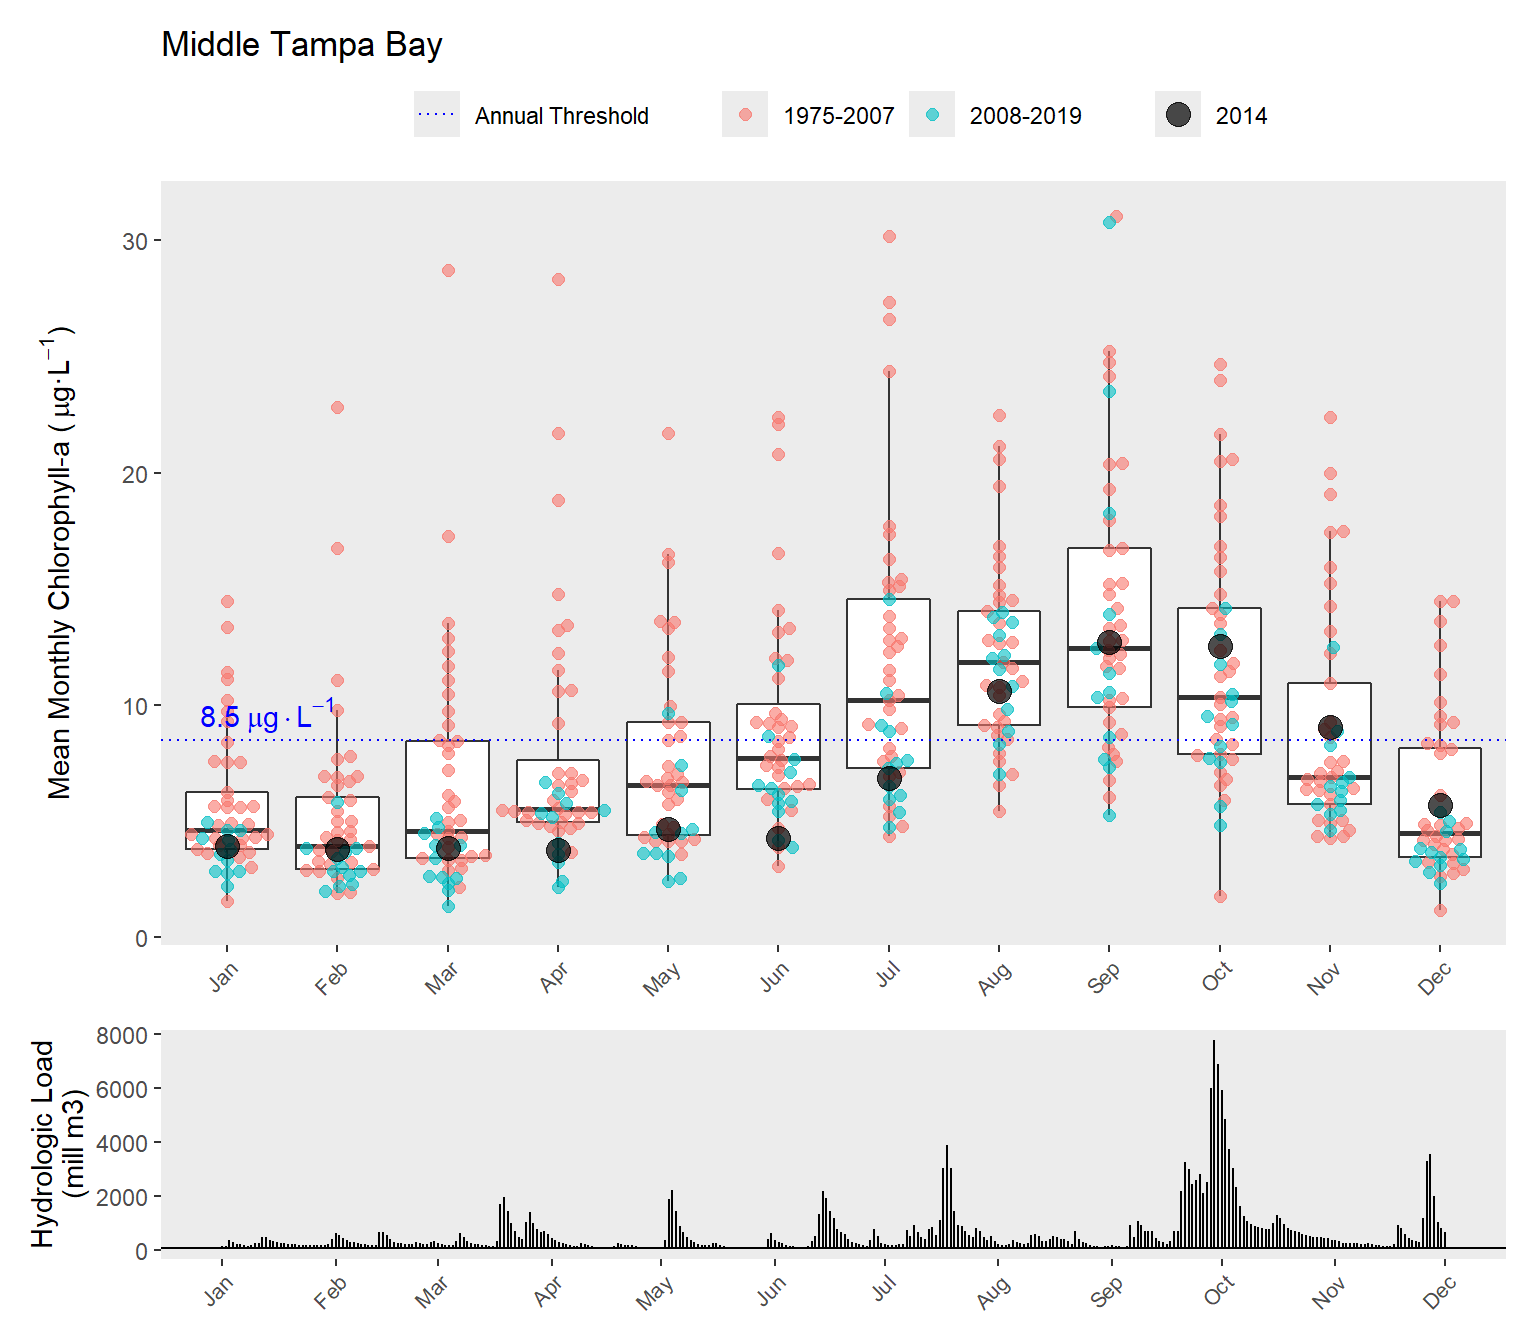 Middle Tampa Bay
Annual Threshold 1975-2007 2008-2019 2014
Mean Monthly Chlorophyll-a ( μg·L⁻¹)
30
20
10
0
8.5 μg · L⁻¹
Jan Feb Mar Apr May Jun Jul Aug Sep Oct Nov Dec
Hydrologic Load
(mill m3)
8000
6000
4000
2000
0
Jan Feb Mar Apr May Jun Jul Aug Sep Oct Nov Dec